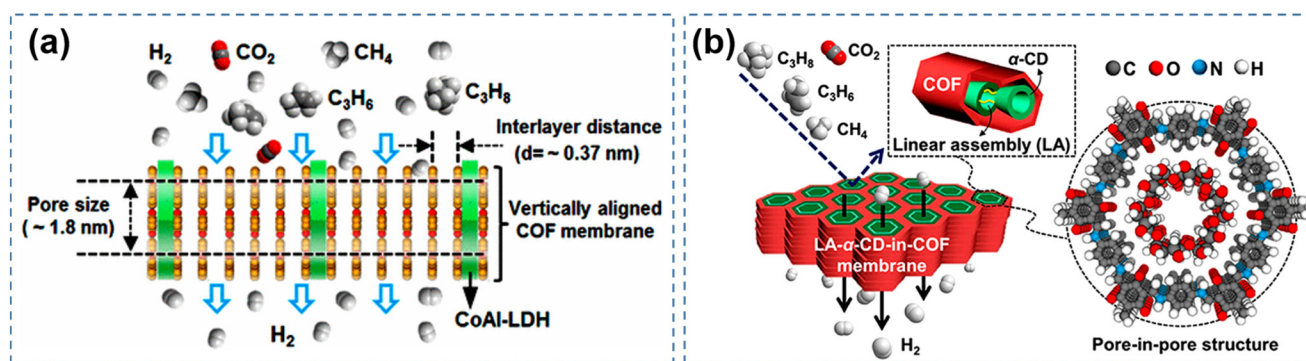 (a)
H2
CO2
CH4
C3H6
C3H8
Interlayer distance
(d= ~ 0.37 nm)
Pore size
( ~ 1.8 nm)
Vertically aligned
COF membrane
H2
CoAl-LDH
(b)
C3H8
CO2
C3H6
CH4
COF
α-CD
Linear assembly (LA)
C O N H
LA-α-CD-in-COF
membrane
H2
Pore-in-pore structure